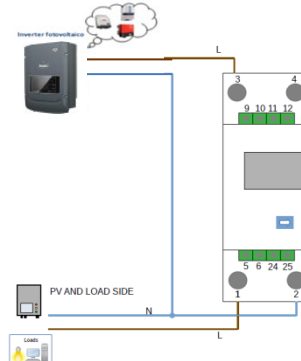 Inverter fotovoltaico
L
3 4
9 10 11 12
5 6 24 25
1 2
PV AND LOAD SIDE
N
L
Loads